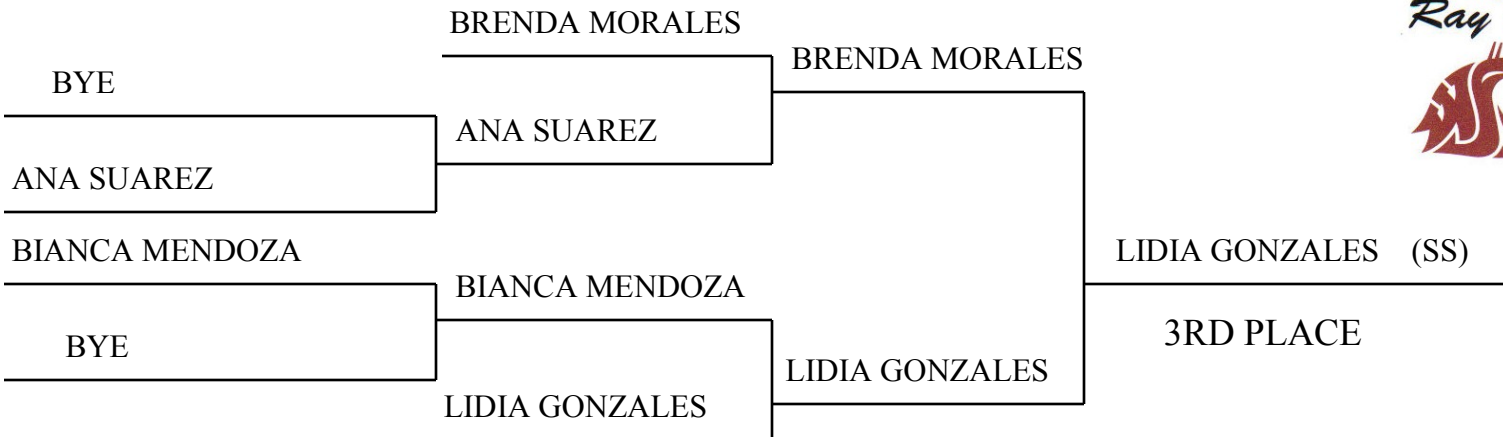 BRENDA MORALES
Ray
BRENDA MORALES
BYE
ANA SUAREZ
ANA SUAREZ
BIANCA MENDOZA
LIDIA GONZALES (SS)
BIANCA MENDOZA
3RD PLACE
BYE
LIDIA GONZALES
LIDIA GONZALES